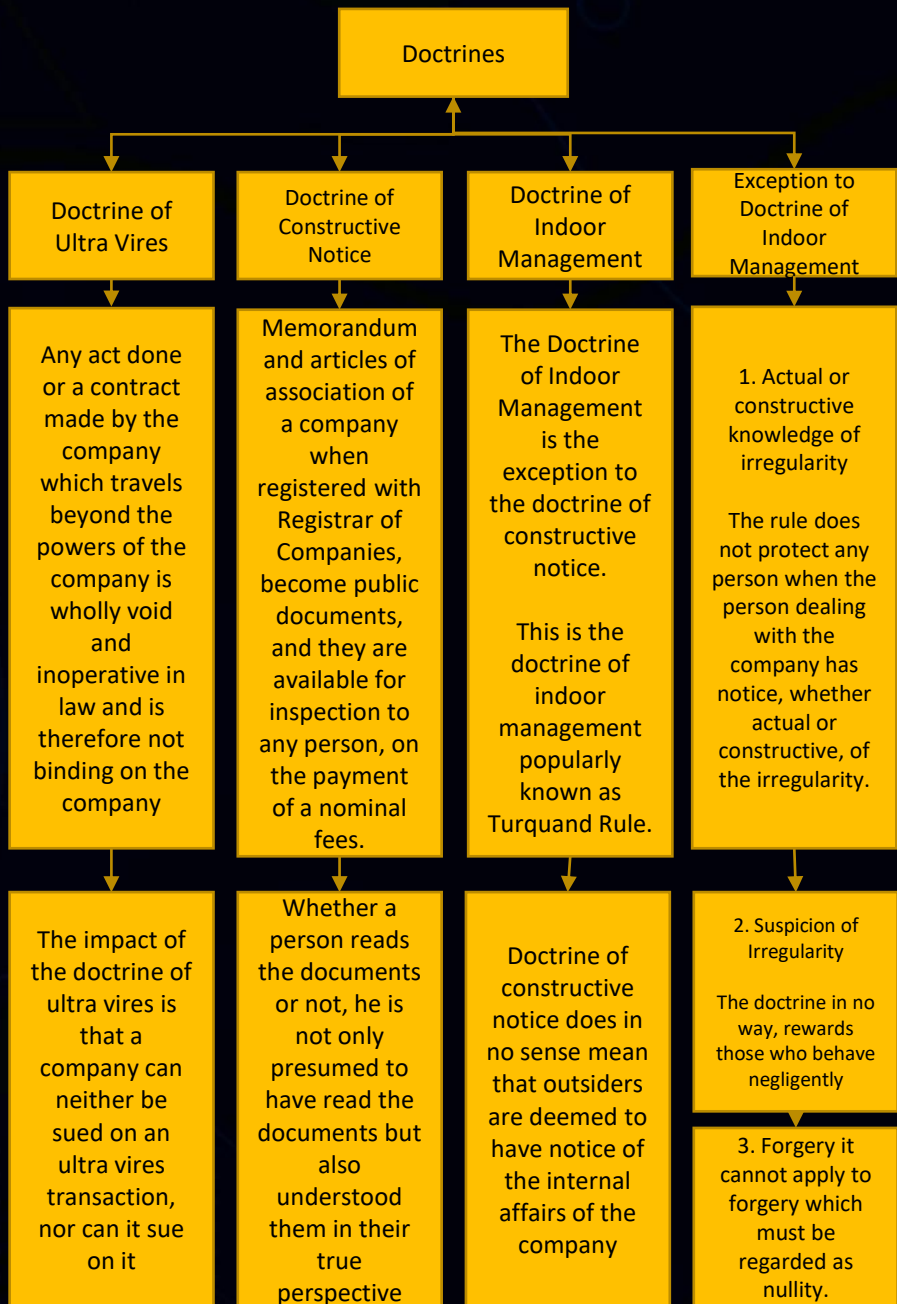 Doctrines
Doctrine of
Ultra Vires
Doctrine of
Constructive
Notice
Doctrine of
Indoor
Management
Exception to
Doctrine of
Indoor
Management
Any act done
or a contract
made by the
company
which travels
beyond the
powers of the
company is
wholly void
and
inoperative in
law and is
therefore not
binding on the
company
Memorandum
and articles of
association of
a company
when
registered with
Registrar of
Companies,
become public
documents,
and they are
available for
inspection to
any person, on
the payment
of a nominal
fees.
The Doctrine
of Indoor
Management
is the
exception to
the doctrine of
constructive
notice.
This is the
doctrine of
indoor
management
popularly
known as
Turquand Rule.
1. Actual or
constructive
knowledge of
irregularity
The rule does
not protect any
person when the
person dealing
with the
company has
notice, whether
actual or
constructive, of
the irregularity.
The impact of
the doctrine of
ultra vires is
that a
company can
neither be
sued on an
ultra vires
transaction,
nor can it sue
on it
Whether a
person reads
the documents
or not, he is
not only
presumed to
have read the
documents but
also
understood
them in their
true
perspective
Doctrine of
constructive
notice does in
no sense mean
that outsiders
are deemed to
have notice of
the internal
affairs of the
company
2. Suspicion of
Irregularity
The doctrine in no
way, rewards
those who behave
negligently
3. Forgery it
cannot apply to
forgery which
must be
regarded as
nullity.